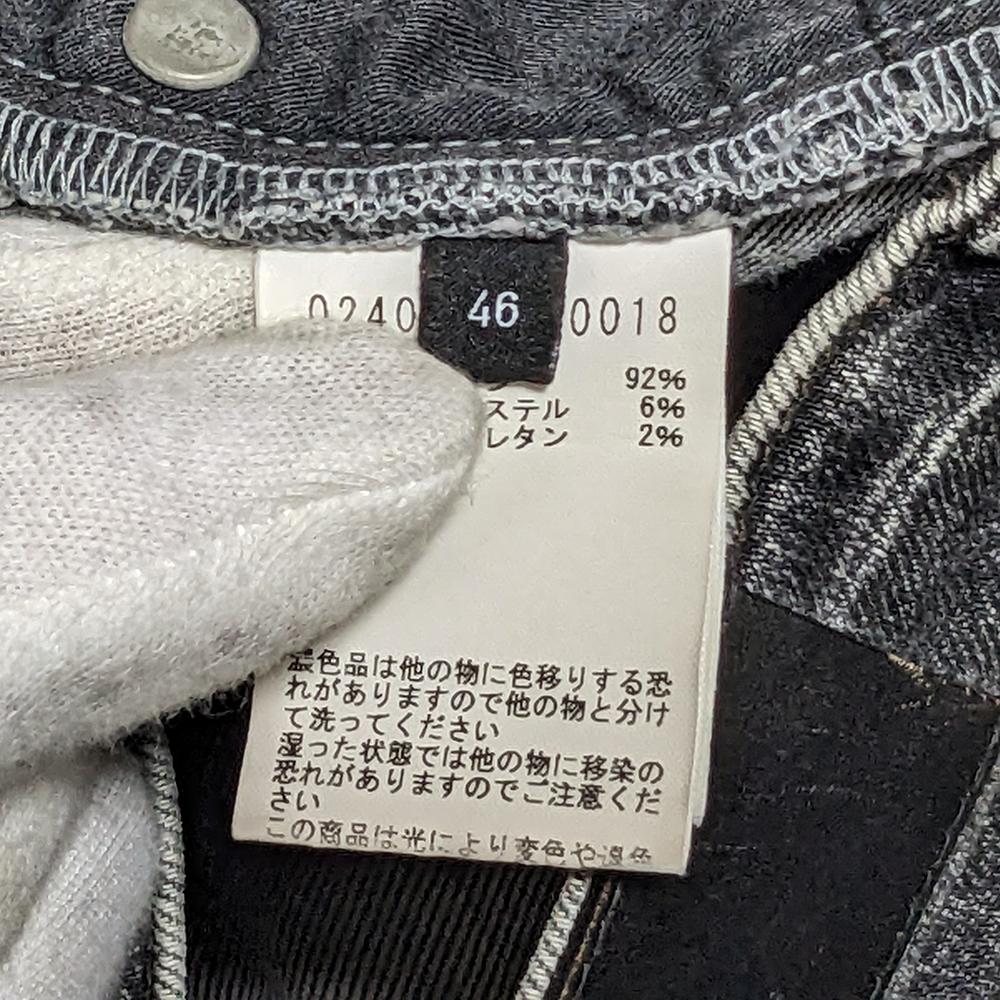 0240
46
0018
92%
ステル 6%
レタン 2%
濃色品は他の物に色移りする恐
れがありますので他の物と分け
て洗ってください
湿った状態では他の物に移染の
恐れがありますのでご注意くだ
さい
この商品は光により変色や退色